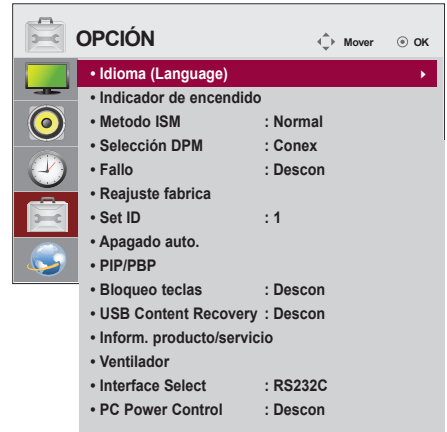 OPCIÓN Mover OK
• Idioma (Language)
• Indicador de encendido
• Metodo ISM : Normal
• Selección DPM : Conex
• Fallo : Descon
• Reajuste fabrica
• Set ID : 1
• Apagado auto.
• PIP/PBP
• Bloqueo teclas : Descon
• USB Content Recovery : Descon
• Inform. producto/servicio
• Ventilador
• Interface Select : RS232C
• PC Power Control : Descon